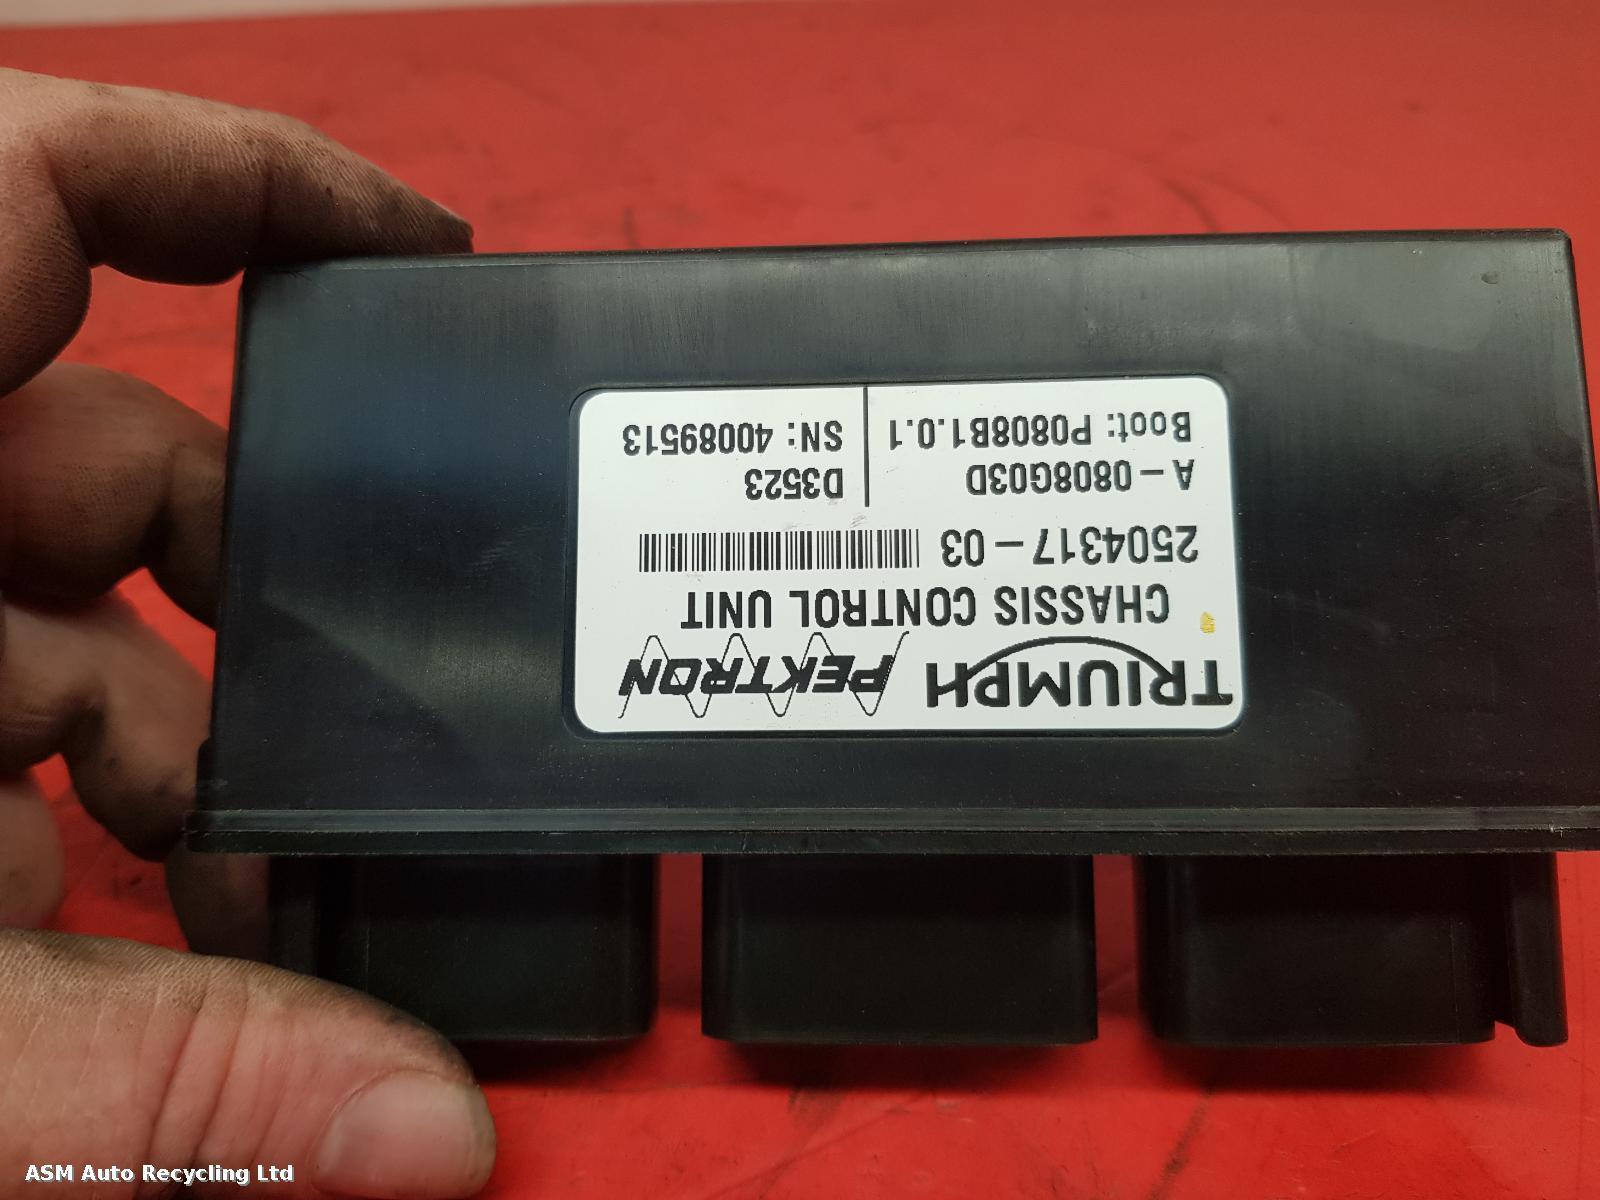 TRIUMPH PEKTRON
CHASSIS CONTROL UNIT
2504317-03
A-0808G03D D3523
Boot: P0808B1.0.1 SN: 40089513
ASM Auto Recycling Ltd